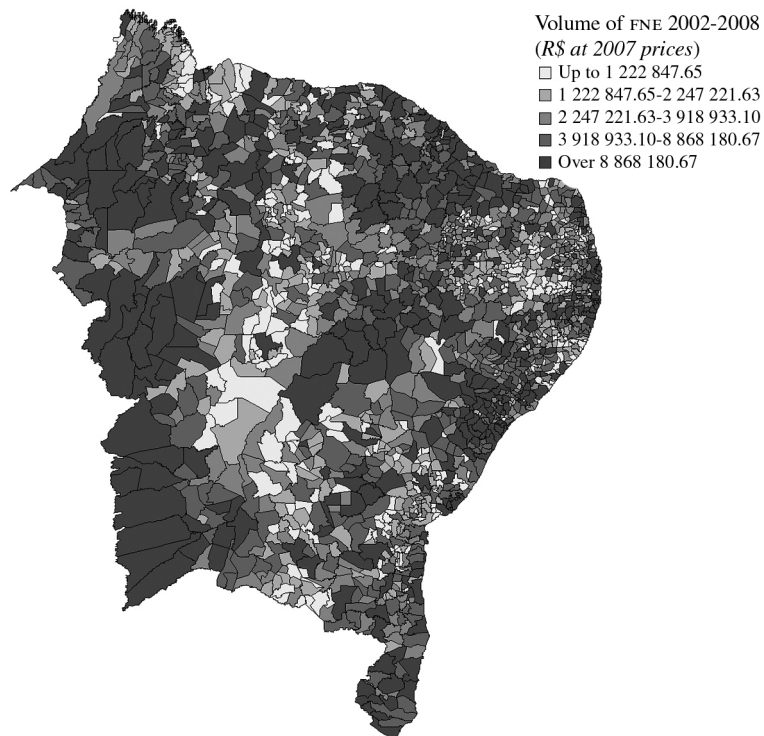 Volume of FNE 2002-2008
(R$ at 2007 prices)
Up to 1 222 847.65
1 222 847.65-2 247 221.63
2 247 221.63-3 918 933.10
3 918 933.10-8 868 180.67
Over 8 868 180.67